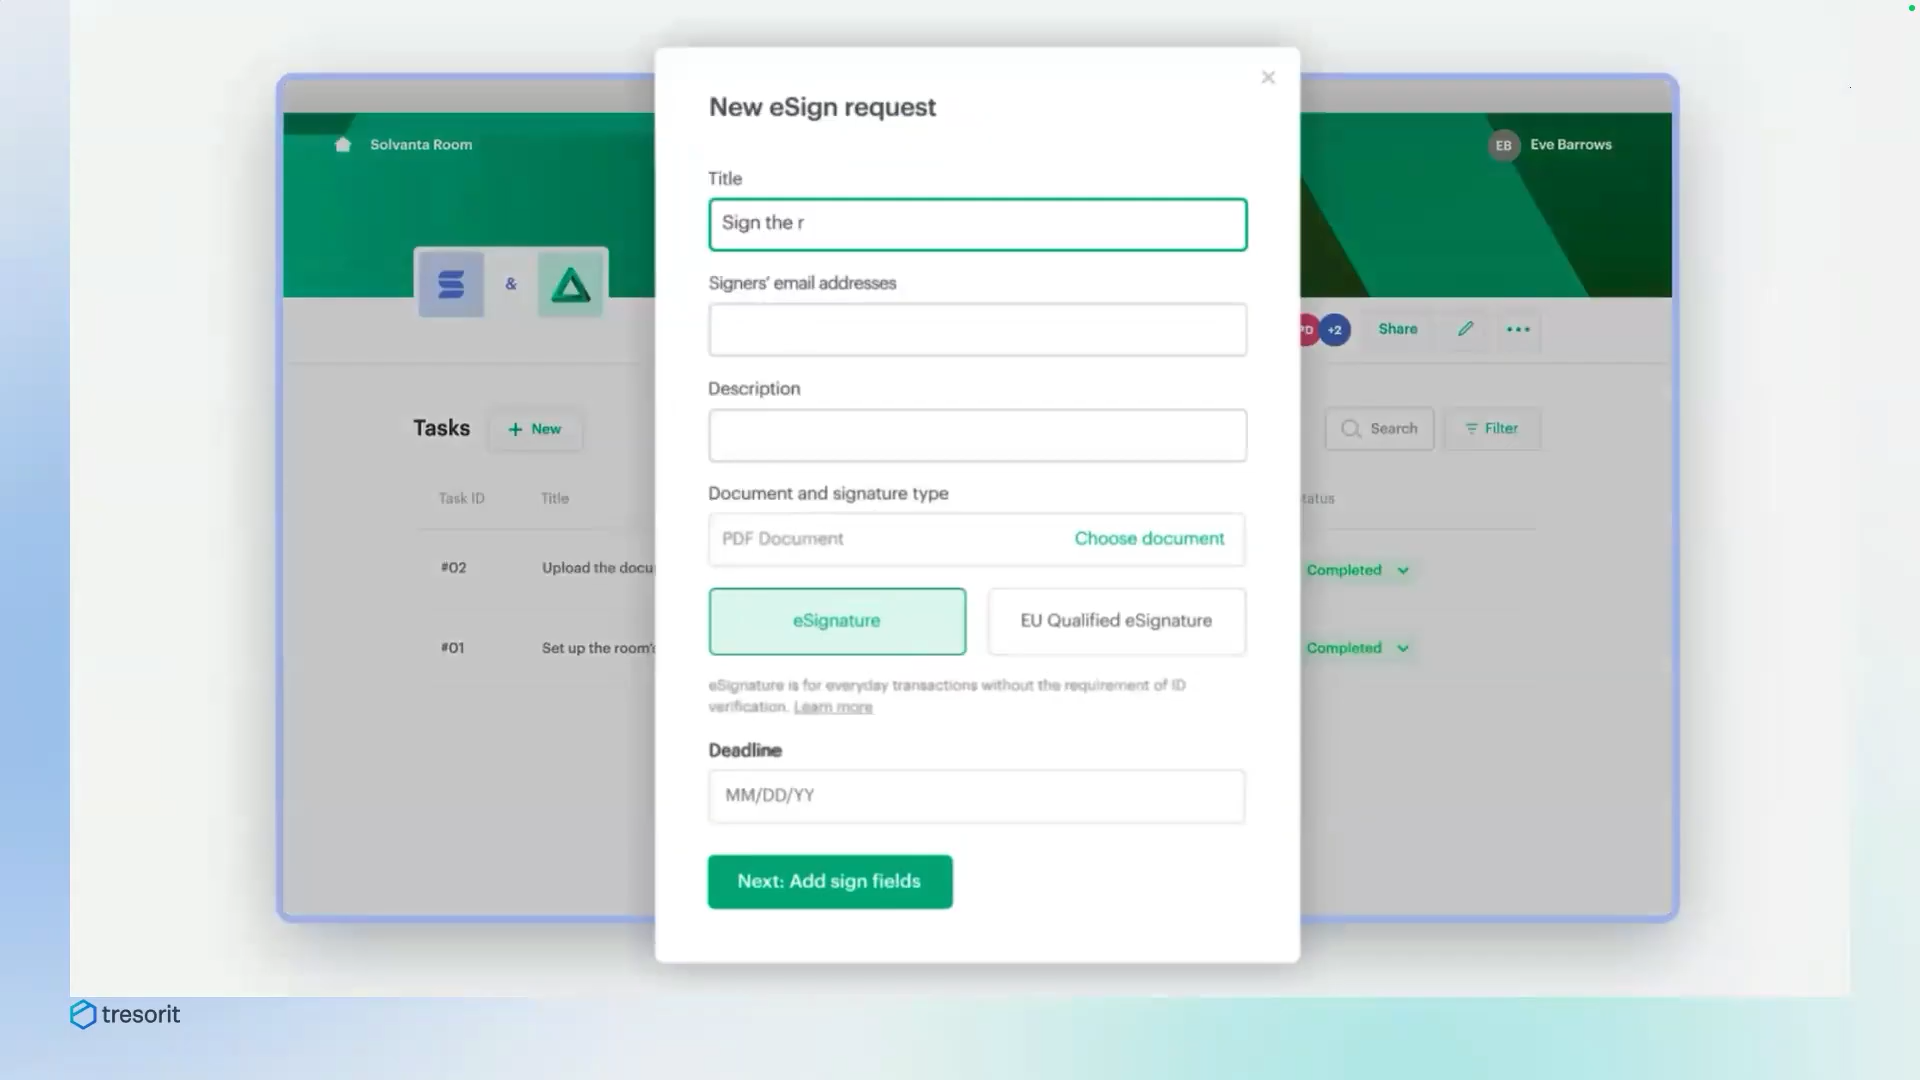 New eSign request
Solvanta Room
EB Eve Barrows
Title
Sign the r
&
Signers' email addresses
PD +2 Share
Description
Tasks + New
Search Filter
Document and signature type
Task ID Title
tatus
PDF Document Choose document
#02 Upload the docu
Completed
eSignature EU Qualified eSignature
#01 Set up the room's
Completed
eSignature is for everyday transactions without the requirement of ID
verification. Learn more
Deadline
MM/DD/YY
Next: Add sign fields
tresorit